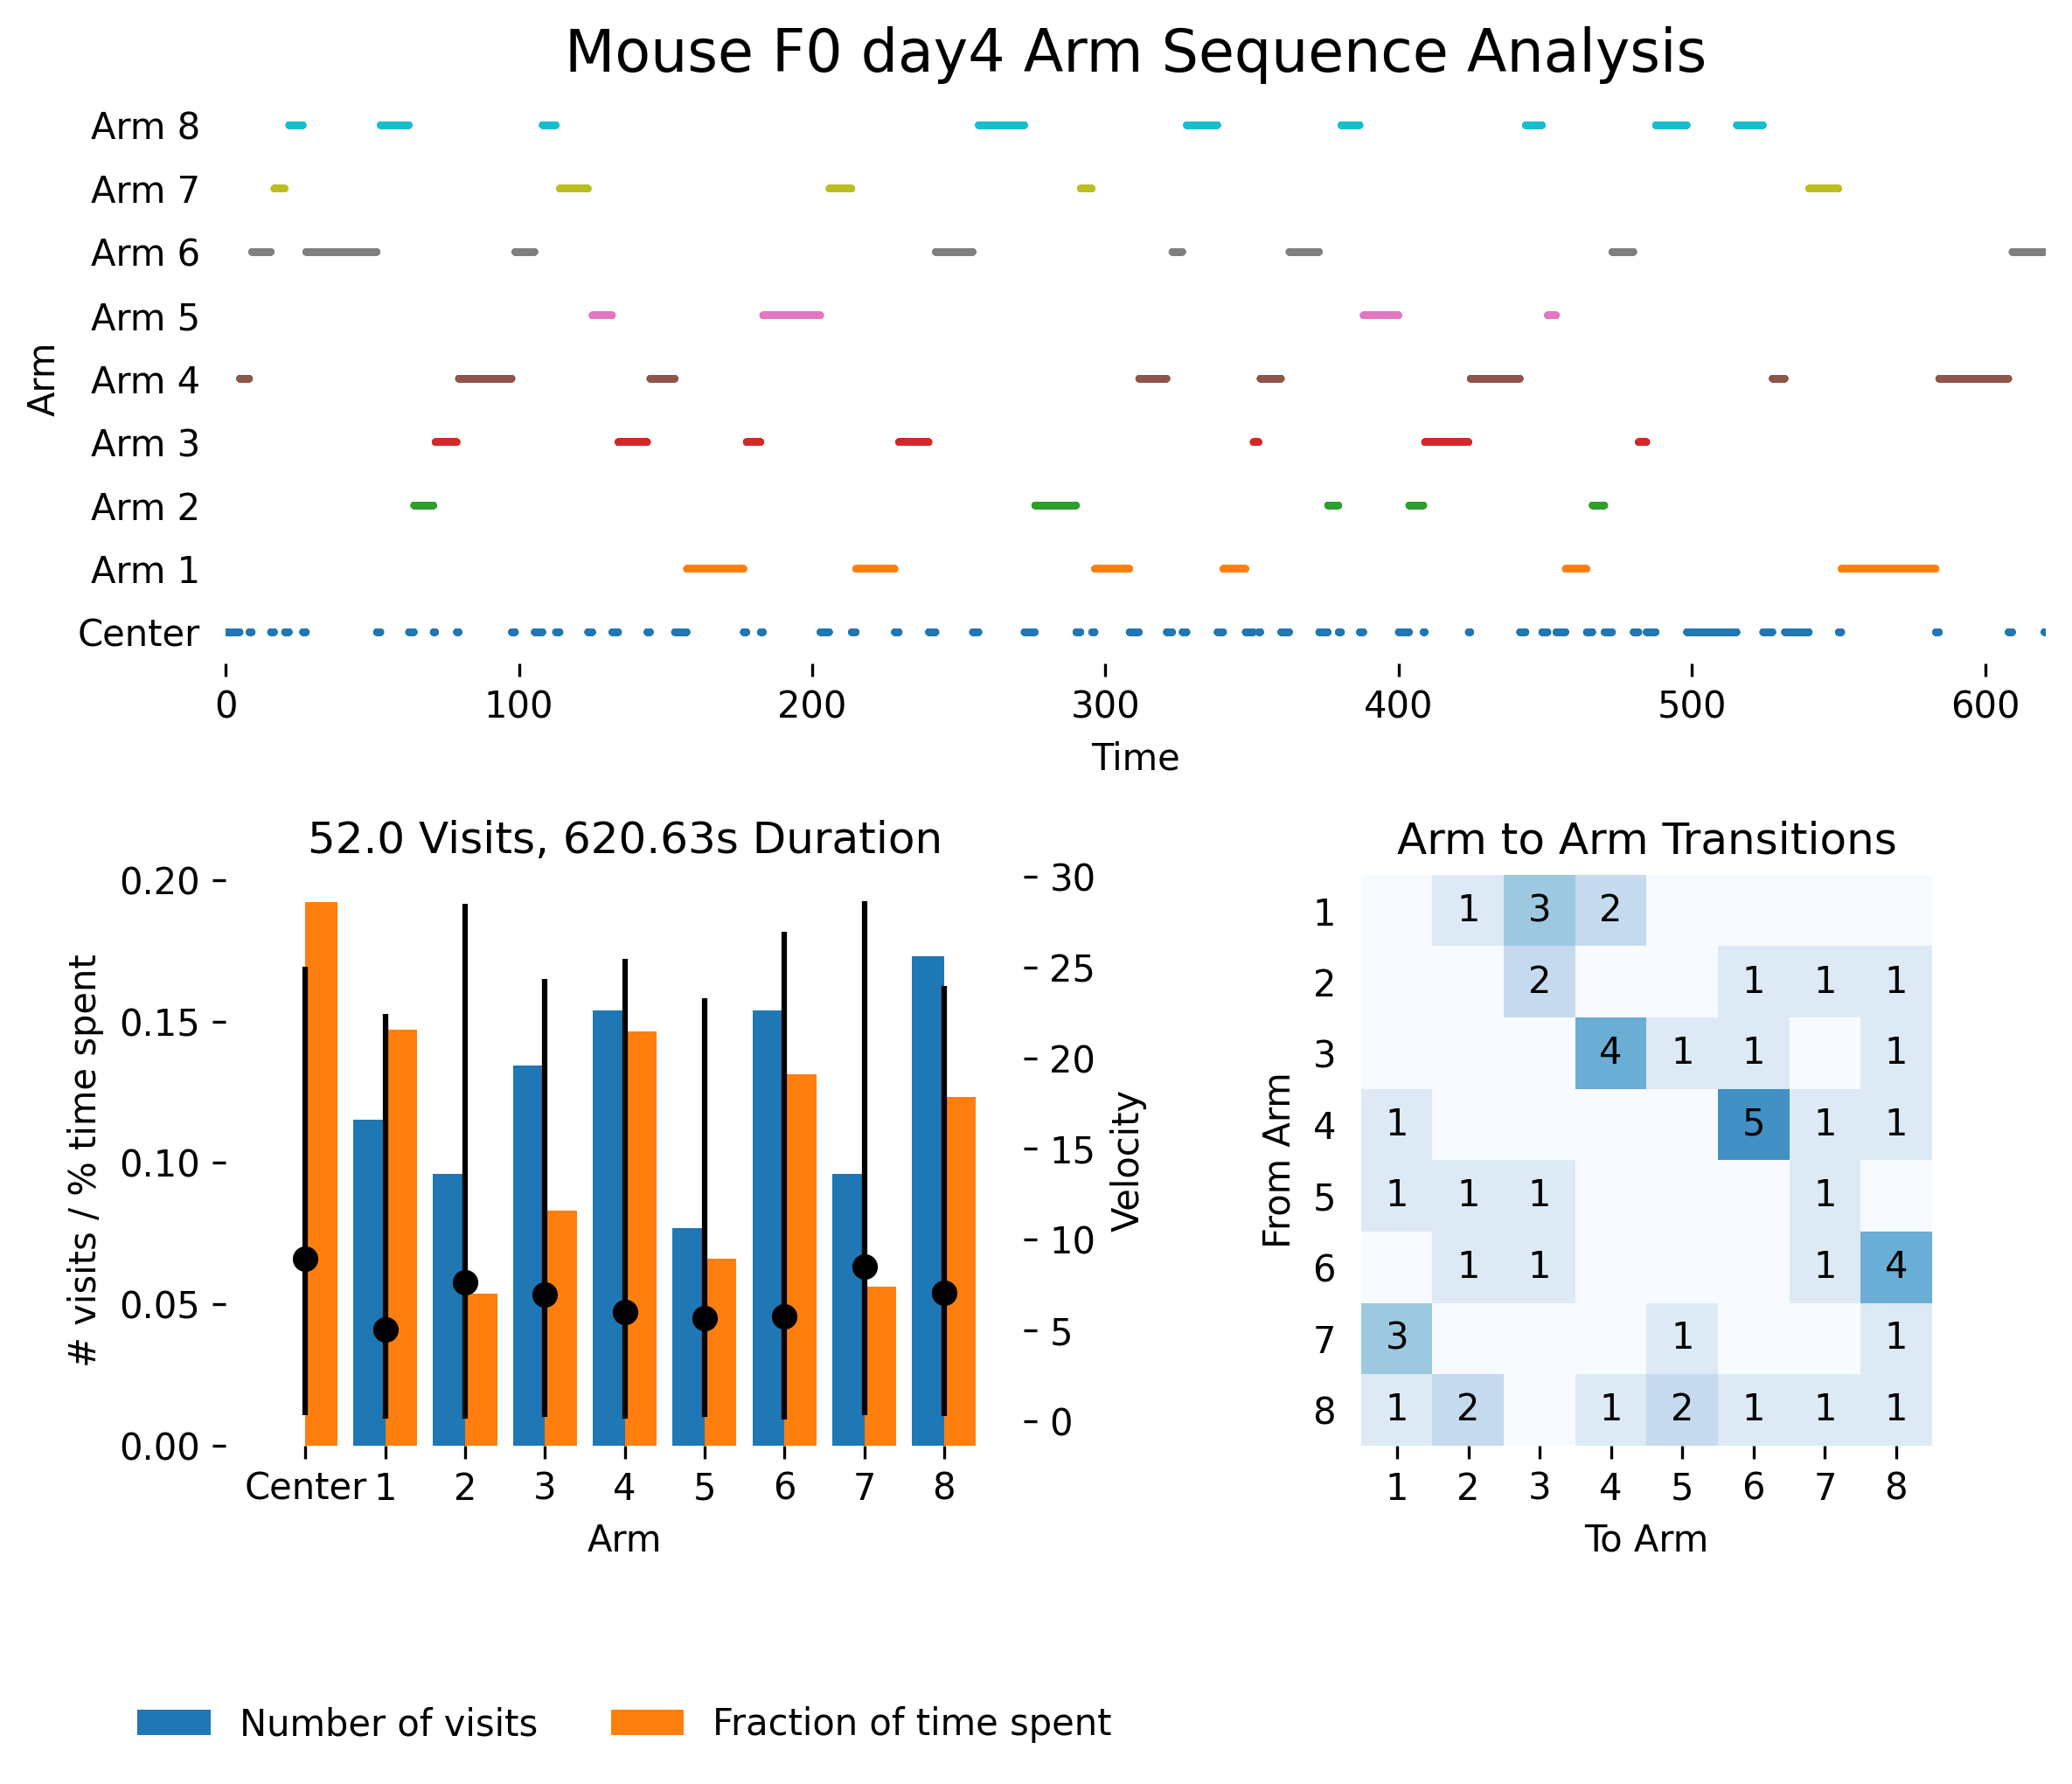 Mouse F0 day4 Arm Sequence Analysis
Arm
Arm 8
Arm 7
Arm 6
Arm 5
Arm 4
Arm 3
Arm 2
Arm 1
Center
0 100 200 300 400 500 600
Time
52.0 Visits, 620.63s Duration
# visits / % time spent
0.20
0.15
0.10
0.05
0.00
30
25
20
15
10
5
0
Velocity
Center 1 2 3 4 5 6 7 8
Arm
Arm to Arm Transitions
From Arm
1 1 3 2
2 2 1 1 1
3 4 1 1 1
4 1 5 1 1
5 1 1 1 1
6 1 1 1 4
7 3 1 1
8 1 2 1 2 1 1 1
1 2 3 4 5 6 7 8
To Arm
Number of visits
Fraction of time spent